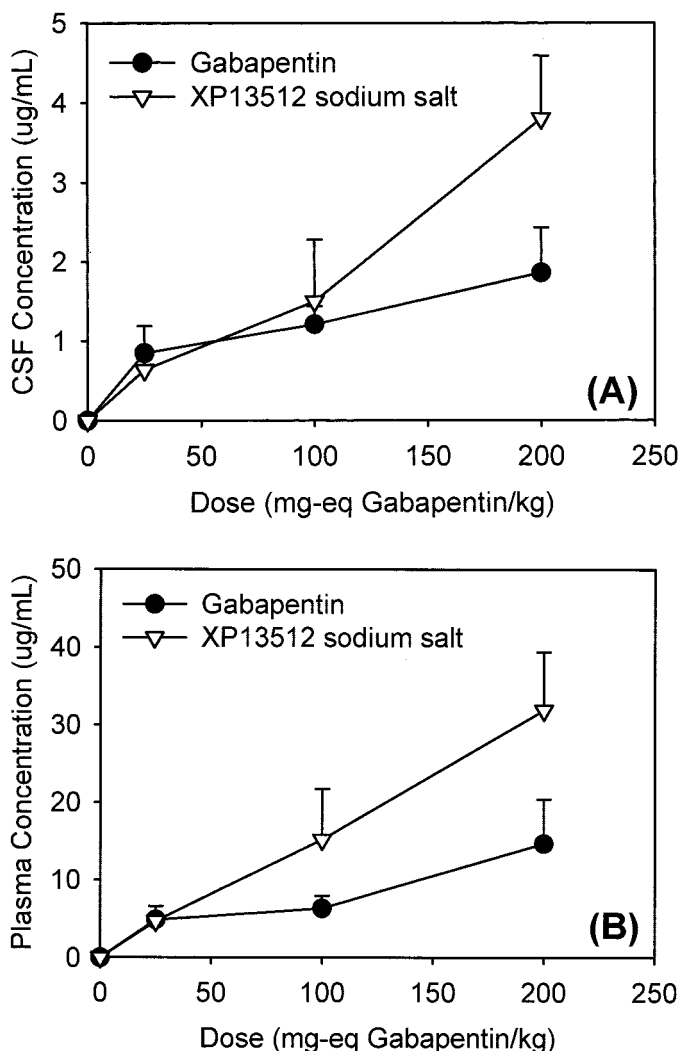 5
4
3
2
1
0
CSF Concentration (ug/mL)
Gabapentin
XP13512 sodium salt
(A)
0 50 100 150 200 250
Dose (mg-eq Gabapentin/kg)
50
40
30
20
10
0
Plasma Concentration (ug/mL)
Gabapentin
XP13512 sodium salt
(B)
0 50 100 150 200 250
Dose (mg-eq Gabapentin/kg)